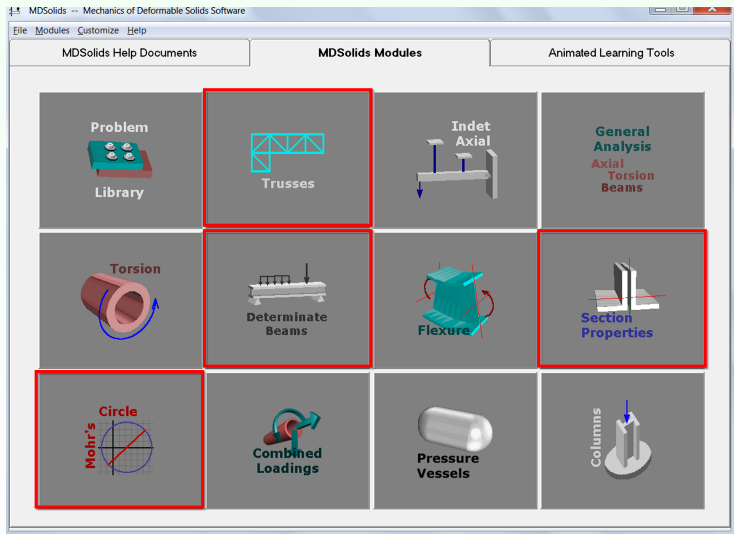 MDSolids -- Mechanics of Deformable Solids Software
File Modules Customize Help
MDSolids Help Documents
MDSolids Modules
Animated Learning Tools
Problem
Library
Trusses
Indet
Axial
General
Analysis
Axial
Torsion
Beams
Torsion
Determinate
Beams
Flexure
Section
Properties
Circle
Mohr's
Combined
Loadings
Pressure
Vessels
Columns